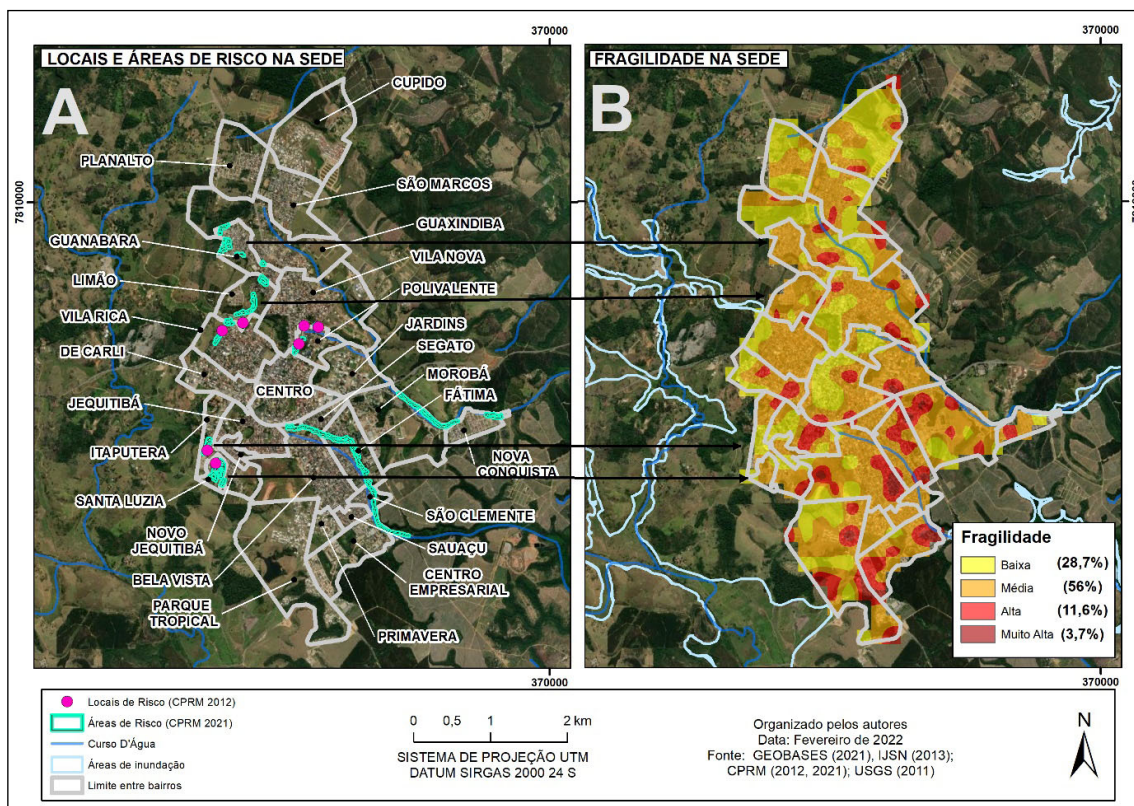 370000
370000
LOCAIS E ÁREAS DE RISCO NA SEDE
FRAGILIDADE NA SEDE
A
B
CUPIDO
PLANALTO
SÃO MARCOS
7810000
GUAXINDIBA
GUANABARA
VILA NOVA
LIMÃO
POLIVALENTE
VILA RICA
JARDINS
DE CARLI
SEGATO
CENTRO
MOROBÁ
JEQUITIBÁ
FÁTIMA
ITAPUTERA
NOVA
CONQUISTA
SANTA LUZIA
SÃO CLEMENTE
NOVO
JEQUITIBÁ
SAUAÇU
BELA VISTA
CENTRO
EMPRESARIAL
PARQUE
TROPICAL
PRIMAVERA
Fragilidade
Baixa (28,7%)
Média (56%)
Alta (11,6%)
Muito Alta (3,7%)
370000
370000
Locais de Risco (CPRM 2012)
Áreas de Risco (CPRM 2021)
Curso D'Água
Áreas de inundação
Limite entre bairros
0 0,5 1 2 km
SISTEMA DE PROJEÇÃO UTM
DATUM SIRGAS 2000 24 S
Organizado pelos autores
Data: Fevereiro de 2022
Fonte: GEOBASES (2021), IJSN (2013);
CPRM (2012, 2021); USGS (2011)
N